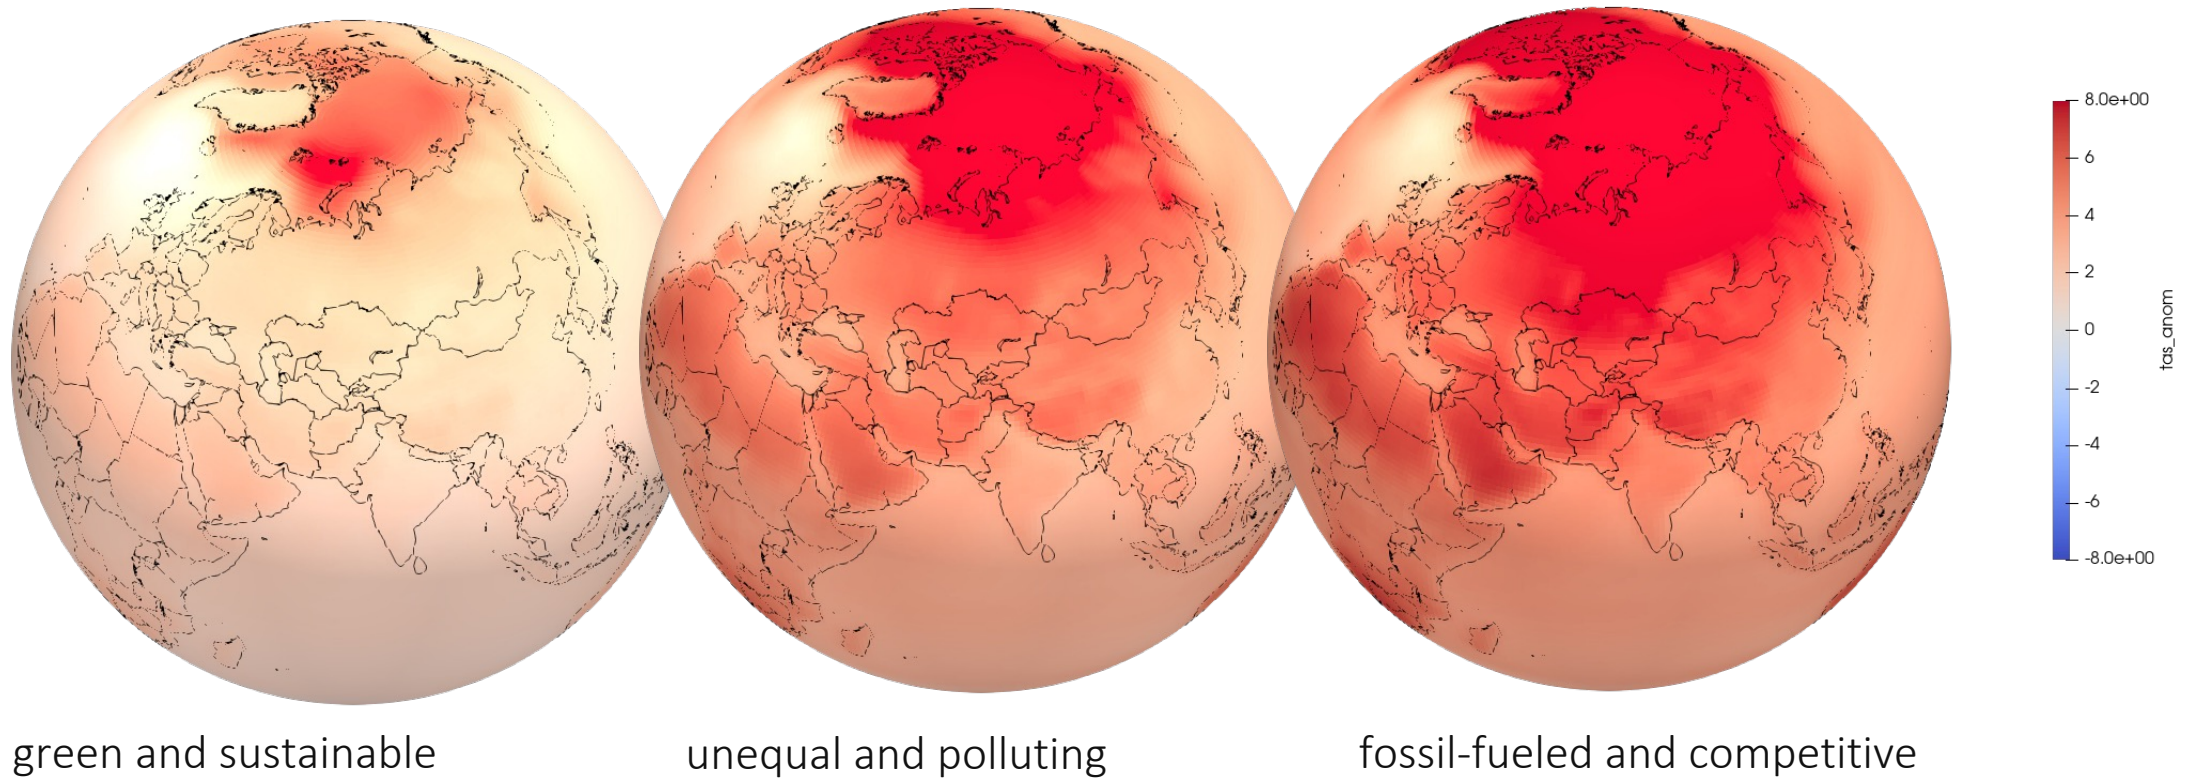 8.0e+00
6
4
2
0
-2
-4
-6
-8.0e+00
tas_anom
green and sustainable
unequal and polluting
fossil-fueled and competitive